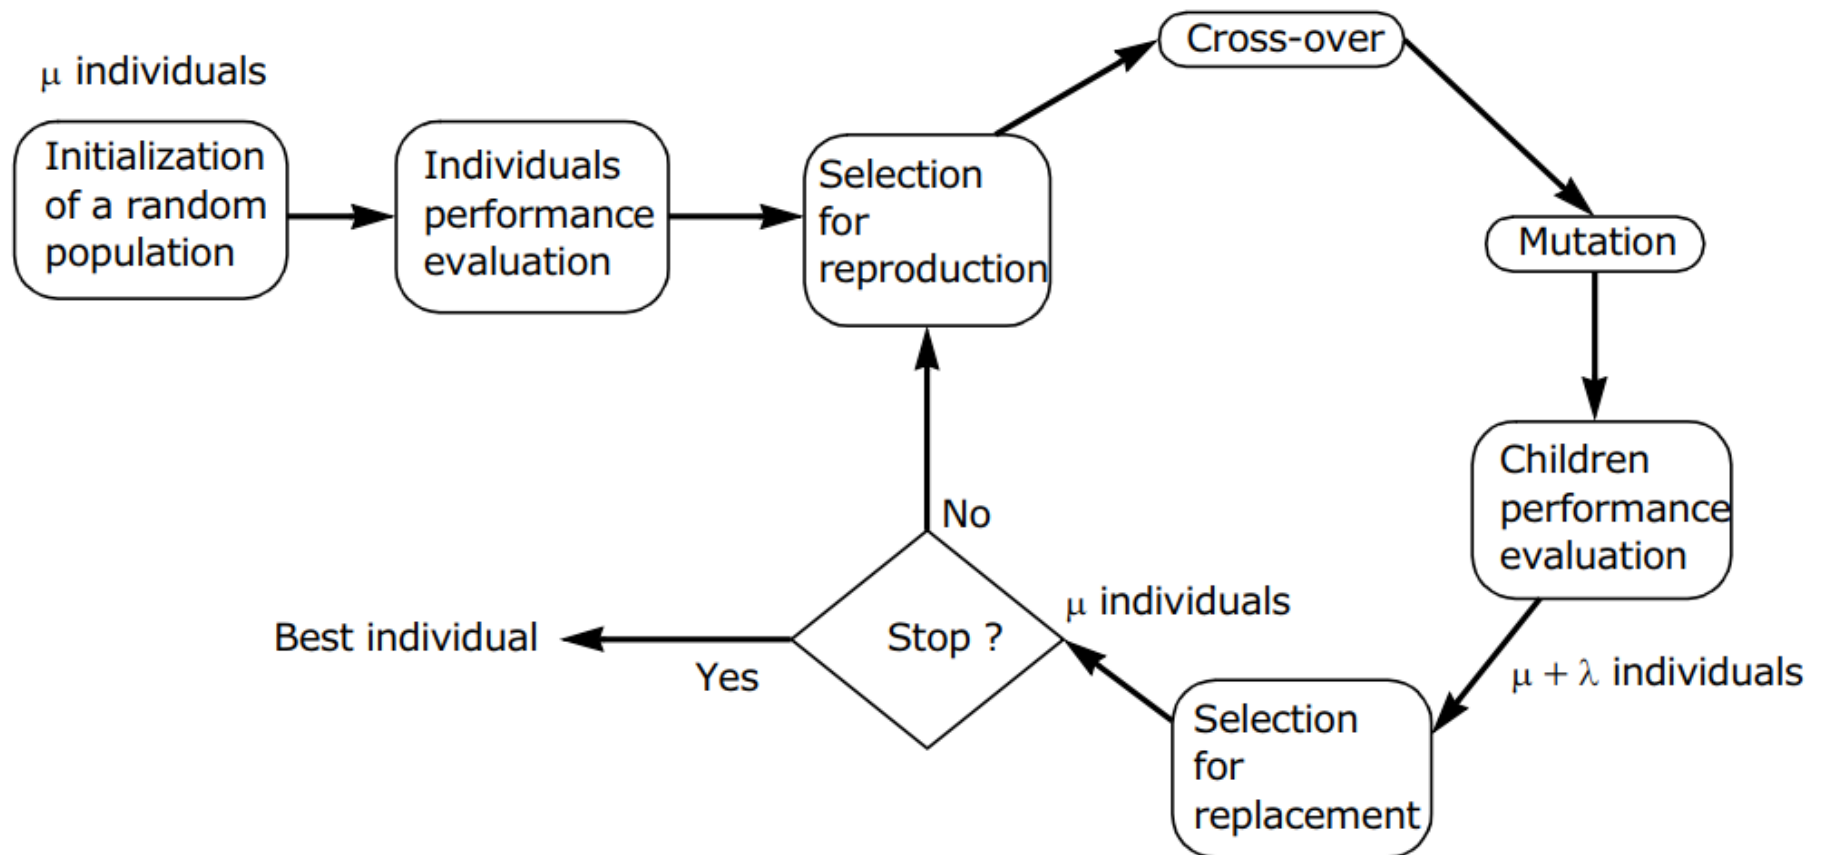 μ individuals
Initialization
of a random
population
Individuals
performance
evaluation
Selection
for
reproduction
Cross-over
Mutation
Children
performance
evaluation
μ + λ individuals
Selection
for
replacement
μ individuals
Stop ?
No
Yes
Best individual